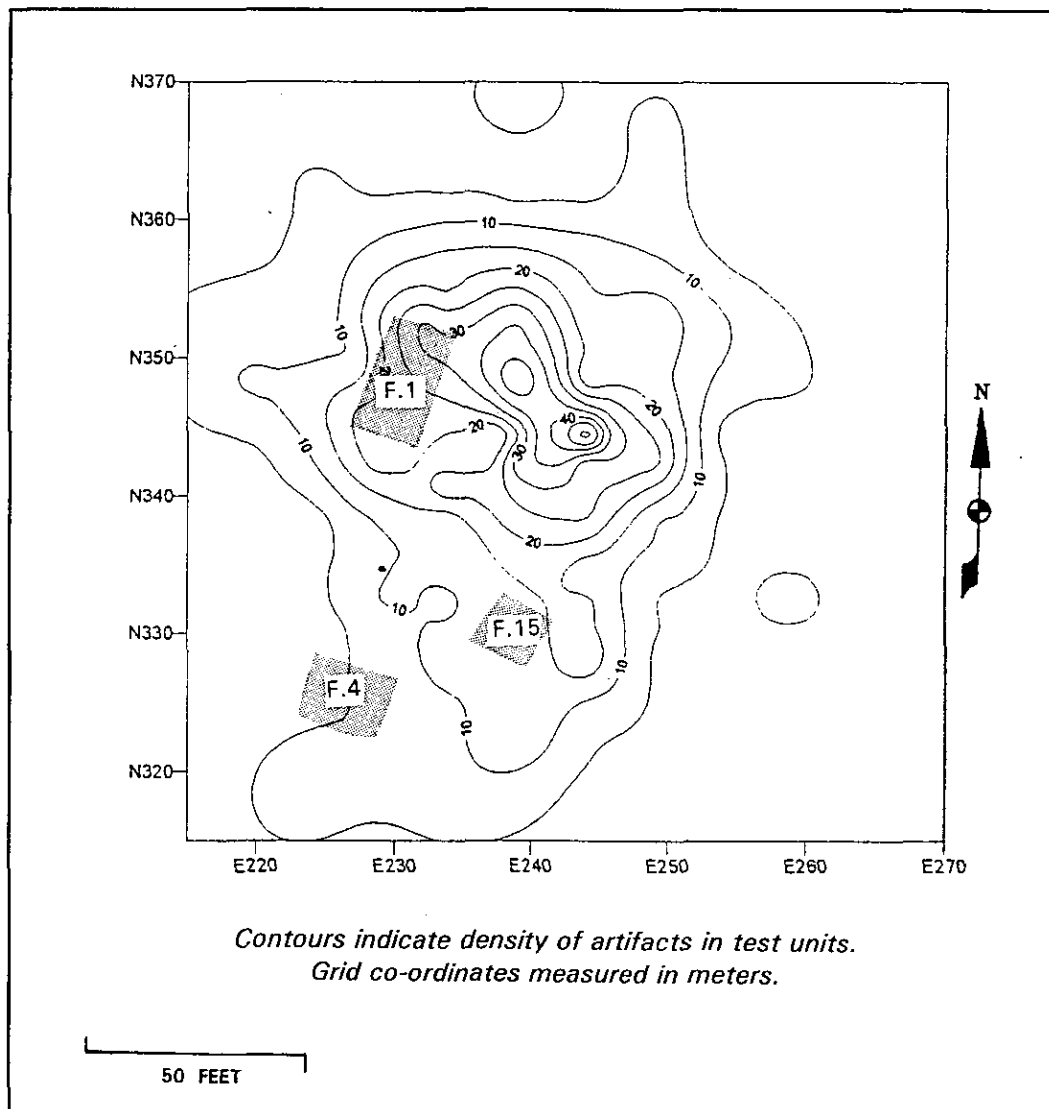 N370
10
N360
10
20
10
30
N350
20
F.1
N
20
40
10
20
30
10
N340
20
10
F.15
N330
10
F.4
10
N320
E220 E230 E240 E250 E260 E270
Contours indicate density of artifacts in test units.
Grid co-ordinates measured in meters.
50 FEET